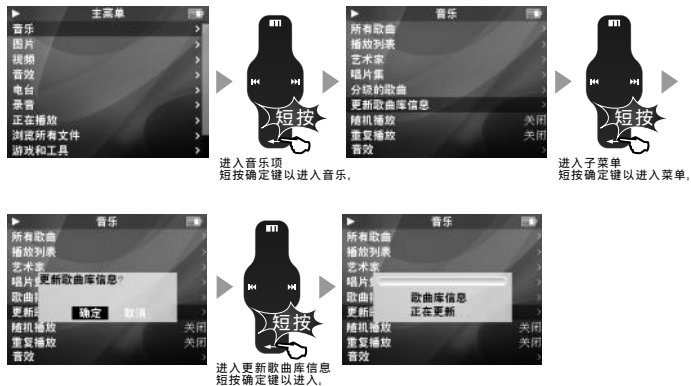 主菜单
音乐
图片
视频
音效
电台
录音
正在播放
浏览所有文件
游戏和工具
短按
进入音乐项
短按确定键以进入音乐,
音乐
所有歌曲
播放列表
艺术家
唱片集
分级的歌曲
更新歌曲库信息
随机播放 关闭
重复播放 关闭
音效
短按
进入子菜单
短按确定键以进入菜单,
音乐
所有歌曲
播放列表
艺术家
唱片
更新歌曲库信息?
歌曲
确定 取消
更新
随机播放 关闭
重复播放 关闭
音效
短按
进入更新歌曲库信息
短按确定键以进入,
音乐
所有歌曲
播放列表
艺术家
唱片
歌曲
歌曲库信息
更新
正在更新...
随机播放 关闭
重复播放 关闭
音效